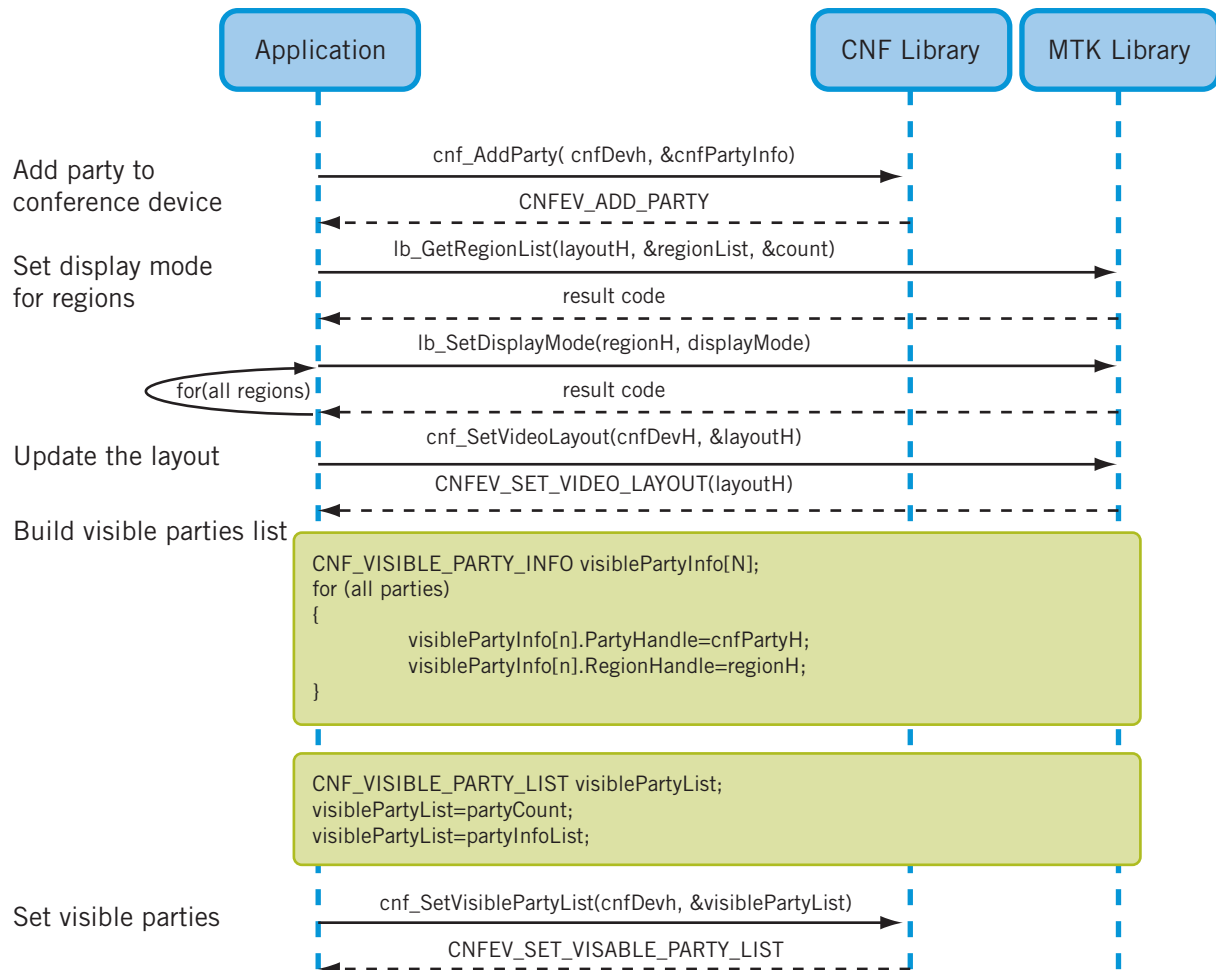 Application
CNF Library
MTK Library
Add party to
conference device
cnf_AddParty( cnfDevh, &cnfPartyInfo)
CNFEV_ADD_PARTY
Set display mode
for regions
lb_GetRegionList(layoutH, &regionList, &count)
result code
lb_SetDisplayMode(regionH, displayMode)
for(all regions)
result code
Update the layout
cnf_SetVideoLayout(cnfDevH, &layoutH)
CNFEV_SET_VIDEO_LAYOUT(layoutH)
Build visible parties list
CNF_VISIBLE_PARTY_INFO visiblePartyInfo[N];
for (all parties)
{
visiblePartyInfo[n].PartyHandle=cnfPartyH;
visiblePartyInfo[n].RegionHandle=regionH;
}
CNF_VISIBLE_PARTY_LIST visiblePartyList;
visiblePartyList=partyCount;
visiblePartyList=partyInfoList;
Set visible parties
cnf_SetVisiblePartyList(cnfDevh, &visiblePartyList)
CNFEV_SET_VISABLE_PARTY_LIST